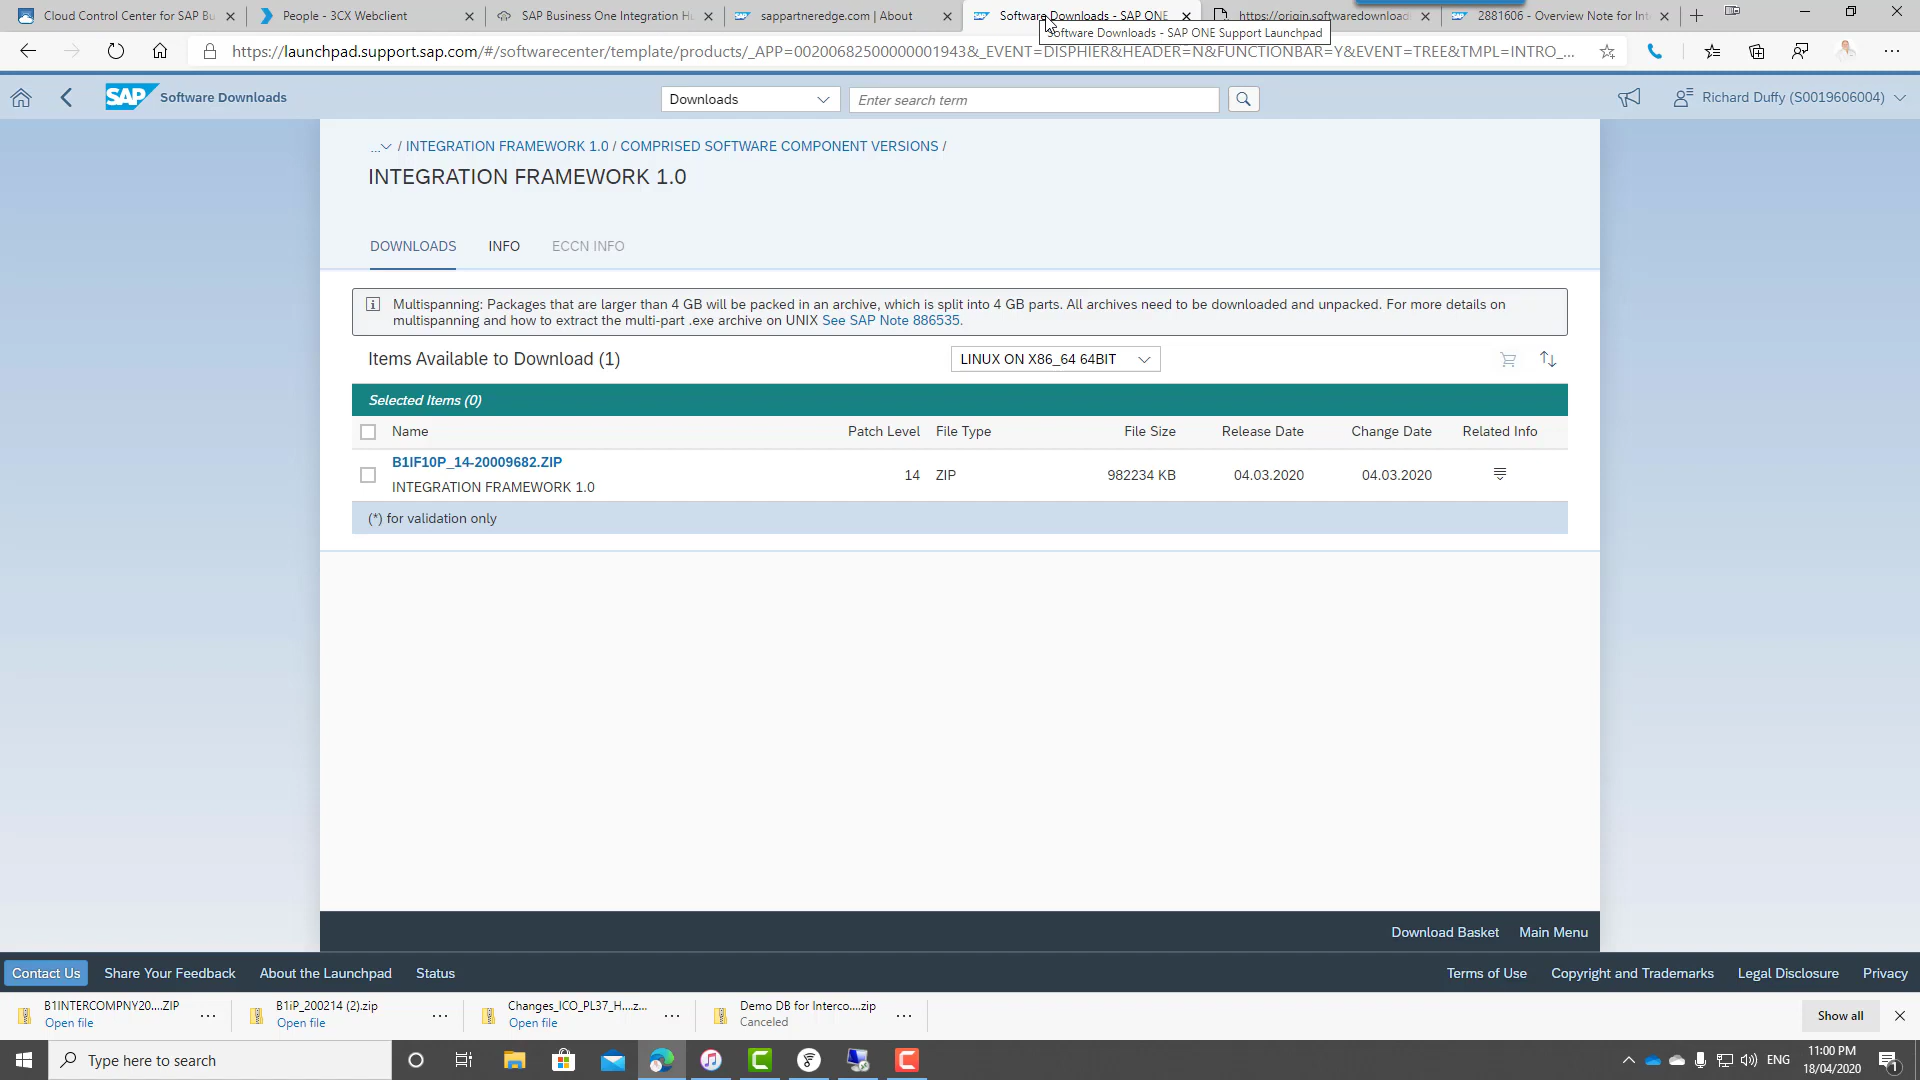 Cloud Control Center for SAP Bu
People - 3CX Webclient
SAP Business One Integration Hu
sappartneredge.com | About
Software Downloads - SAP ONE
https://origin.softwaredownload
2881606 - Overview Note for Int
Software Downloads - SAP ONE Support Launchpad
https://launchpad.support.sap.com/#/softwarecenter/template/products/_APP=00200682500000001943&_EVENT=DISPHIER&HEADER=N&FUNCTIONBAR=Y&EVENT=TREE&TMPL=INTRO_...
SAP Software Downloads
Downloads
Enter search term
Richard Duffy (S0019606004)
... / INTEGRATION FRAMEWORK 1.0 / COMPRISED SOFTWARE COMPONENT VERSIONS /
INTEGRATION FRAMEWORK 1.0
DOWNLOADS INFO ECCN INFO
Multispanning: Packages that are larger than 4 GB will be packed in an archive, which is split into 4 GB parts. All archives need to be downloaded and unpacked. For more details on
multispanning and how to extract the multi-part .exe archive on UNIX See SAP Note 886535.
Items Available to Download (1)
LINUX ON X86_64 64BIT
Selected Items (0)
Name Patch Level File Type File Size Release Date Change Date Related Info
B1IF10P_14-20009682.ZIP
14 ZIP 982234 KB 04.03.2020 04.03.2020
INTEGRATION FRAMEWORK 1.0
(*) for validation only
Download Basket Main Menu
Contact Us Share Your Feedback About the Launchpad Status
Terms of Use Copyright and Trademarks Legal Disclosure Privacy
B1INTERCOMPNY20....ZIP
Open file
B1iP_200214 (2).zip
Open file
Changes_ICO_PL37_H....z...
Open file
Demo DB for Interco....zip
Canceled
Show all
Type here to search
ENG
11:00 PM
18/04/2020
1